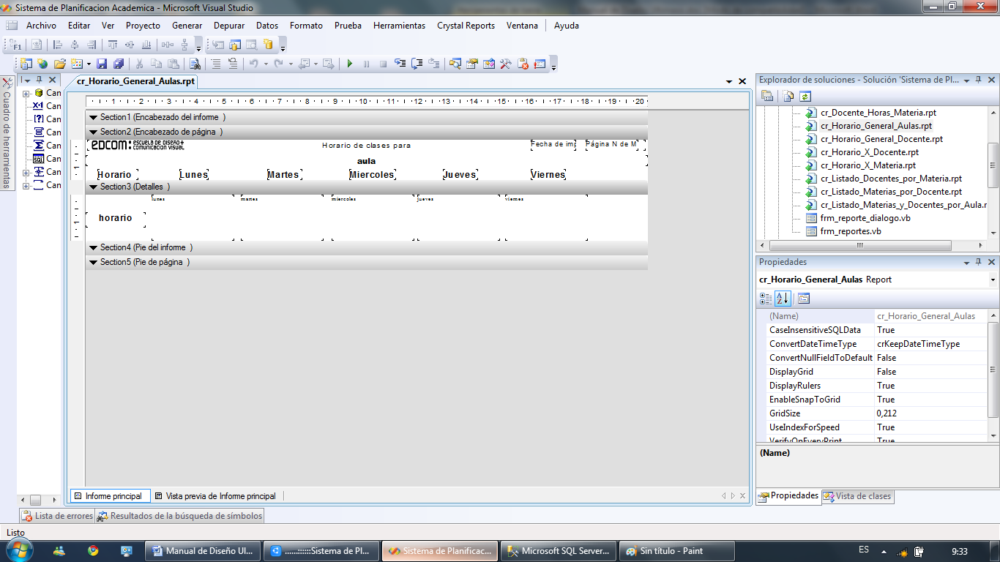 Sistema de Planificacion Academica - Microsoft Visual Studio
Archivo Editar Ver Proyecto Generar Depurar Datos Formato Prueba Herramientas Crystal Reports Ventana Ayuda
Cuadro de herramientas
I
Can
Can
Can
Can
Can
Can
Can
Can
cr_Horario_General_Aulas.rpt
1 2 3 4 5 6 7 8 9 10 11 12 13 14 15 16 17 18 19 20
Section1 (Encabezado del informe )
Section2 (Encabezado de página )
EDCOM: ESCUELA DE DISEÑO+
COMUNICACION VISUAL
Horario de clases para
Fecha de imp
Página N de M
aula
Horario Lunes Martes Miercoles Jueves Viernes
Section3 (Detalles )
lunes martes miercoles jueves viernes
horario
Section4 (Pie del informe )
Section5 (Pie de página )
Informe principal
Vista previa de Informe principal
Explorador de soluciones - Solución 'Sistema de Pl...
cr_Docente_Horas_Materia.rpt
cr_Horario_General_Aulas.rpt
cr_Horario_General_Docente.rpt
cr_Horario_X_Docente.rpt
cr_Horario_X_Materia.rpt
cr_Listado_Docentes_por_Materia.rpt
cr_Listado_Materias_por_Docente.rpt
cr_Listado_Materias_y_Docentes_por_Aula.r
frm_reporte_dialogo.vb
frm_reportes.vb
Propiedades
cr_Horario_General_Aulas Report
(Name) cr_Horario_General_Aulas
CaseInsensitiveSQLData True
ConvertDateTimeType crKeepDateTimeType
ConvertNullFieldToDefault False
DisplayGrid False
DisplayRulers True
EnableSnapToGrid True
GridSize 0,212
UseIndexForSpeed True
VerifyOnEveryPrint True
(Name)
Propiedades
Vista de clases
Lista de errores
Resultados de la búsqueda de símbolos
Listo
Manual de Diseño UI...
......::::::Sistema de Pl...
Sistema de Planificac...
Microsoft SQL Server...
Sin título - Paint
ES
9:33